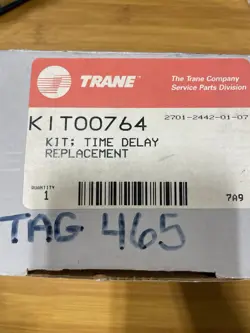 TRANE
The Trane Company
Service Parts Division
KIT00764
2701-2442-01-07
KIT; TIME DELAY
REPLACEMENT
QUANTITY
1
7A9
TAG 465